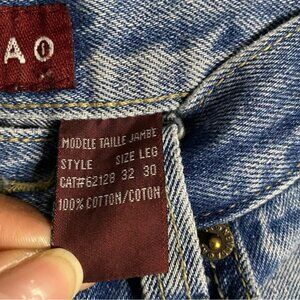 AO
MODELE TAILLE JAMBE
STYLE SIZE LEG
CAT#62128 32 30
100% COTTON/COTON